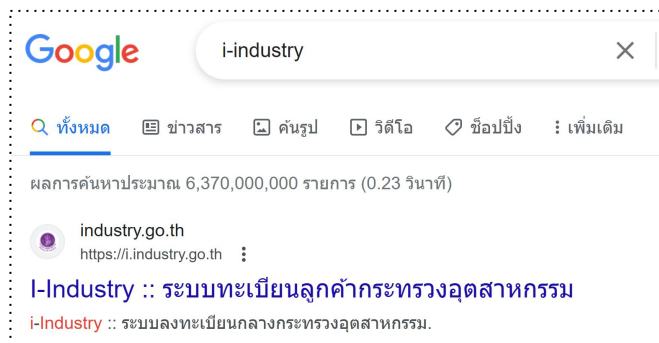 Google
i-industry
ทั้งหมด ข่าวสาร ค้นรูป วิดีโอ ช็อปปิ้ง เพิ่มเติม
ผลการค้นหาประมาณ 6,370,000,000 รายการ (0.23 วินาที)
industry.go.th
https://i.industry.go.th
I-Industry :: ระบบทะเบียนลูกค้ากระทรวงอุตสาหกรรม
i-Industry :: ระบบลงทะเบียนกลางกระทรวงอุตสาหกรรม.